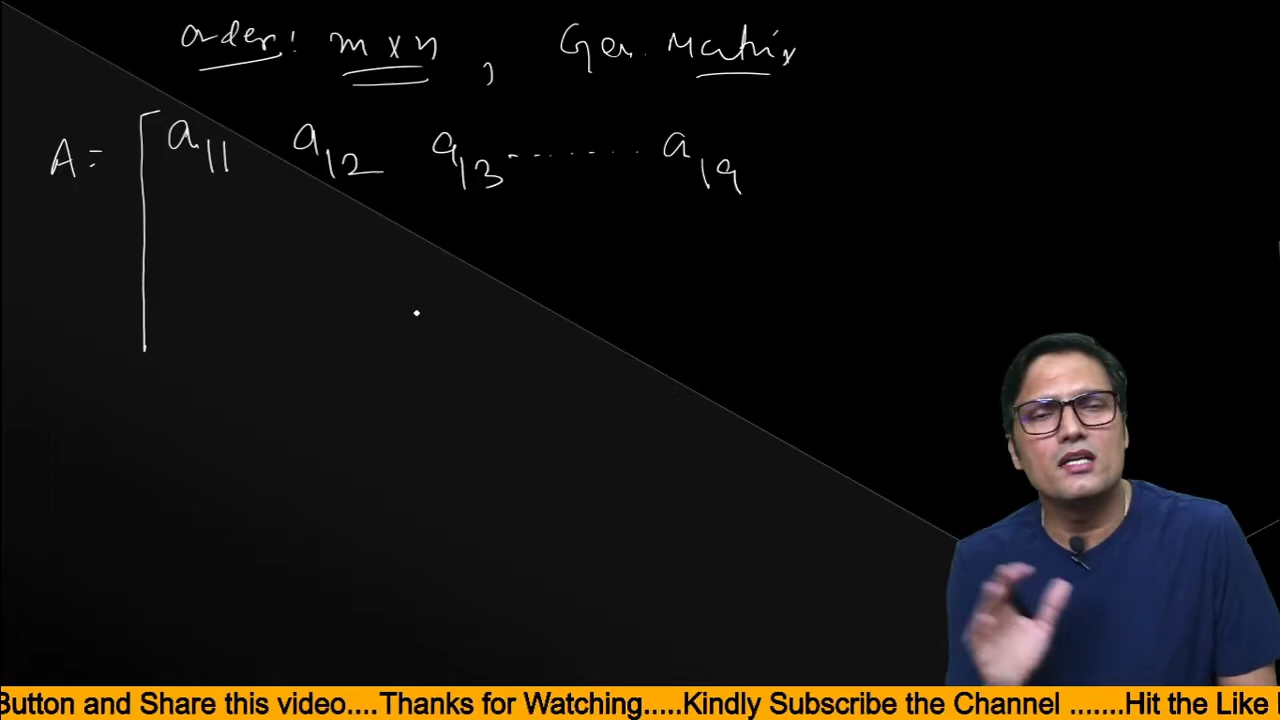 order: m x n, Gen. Matrix
A = [ a11 a12 a13 ....... a19
Button and Share this video....Thanks for Watching.....Kindly Subscribe the Channel .......Hit the Like